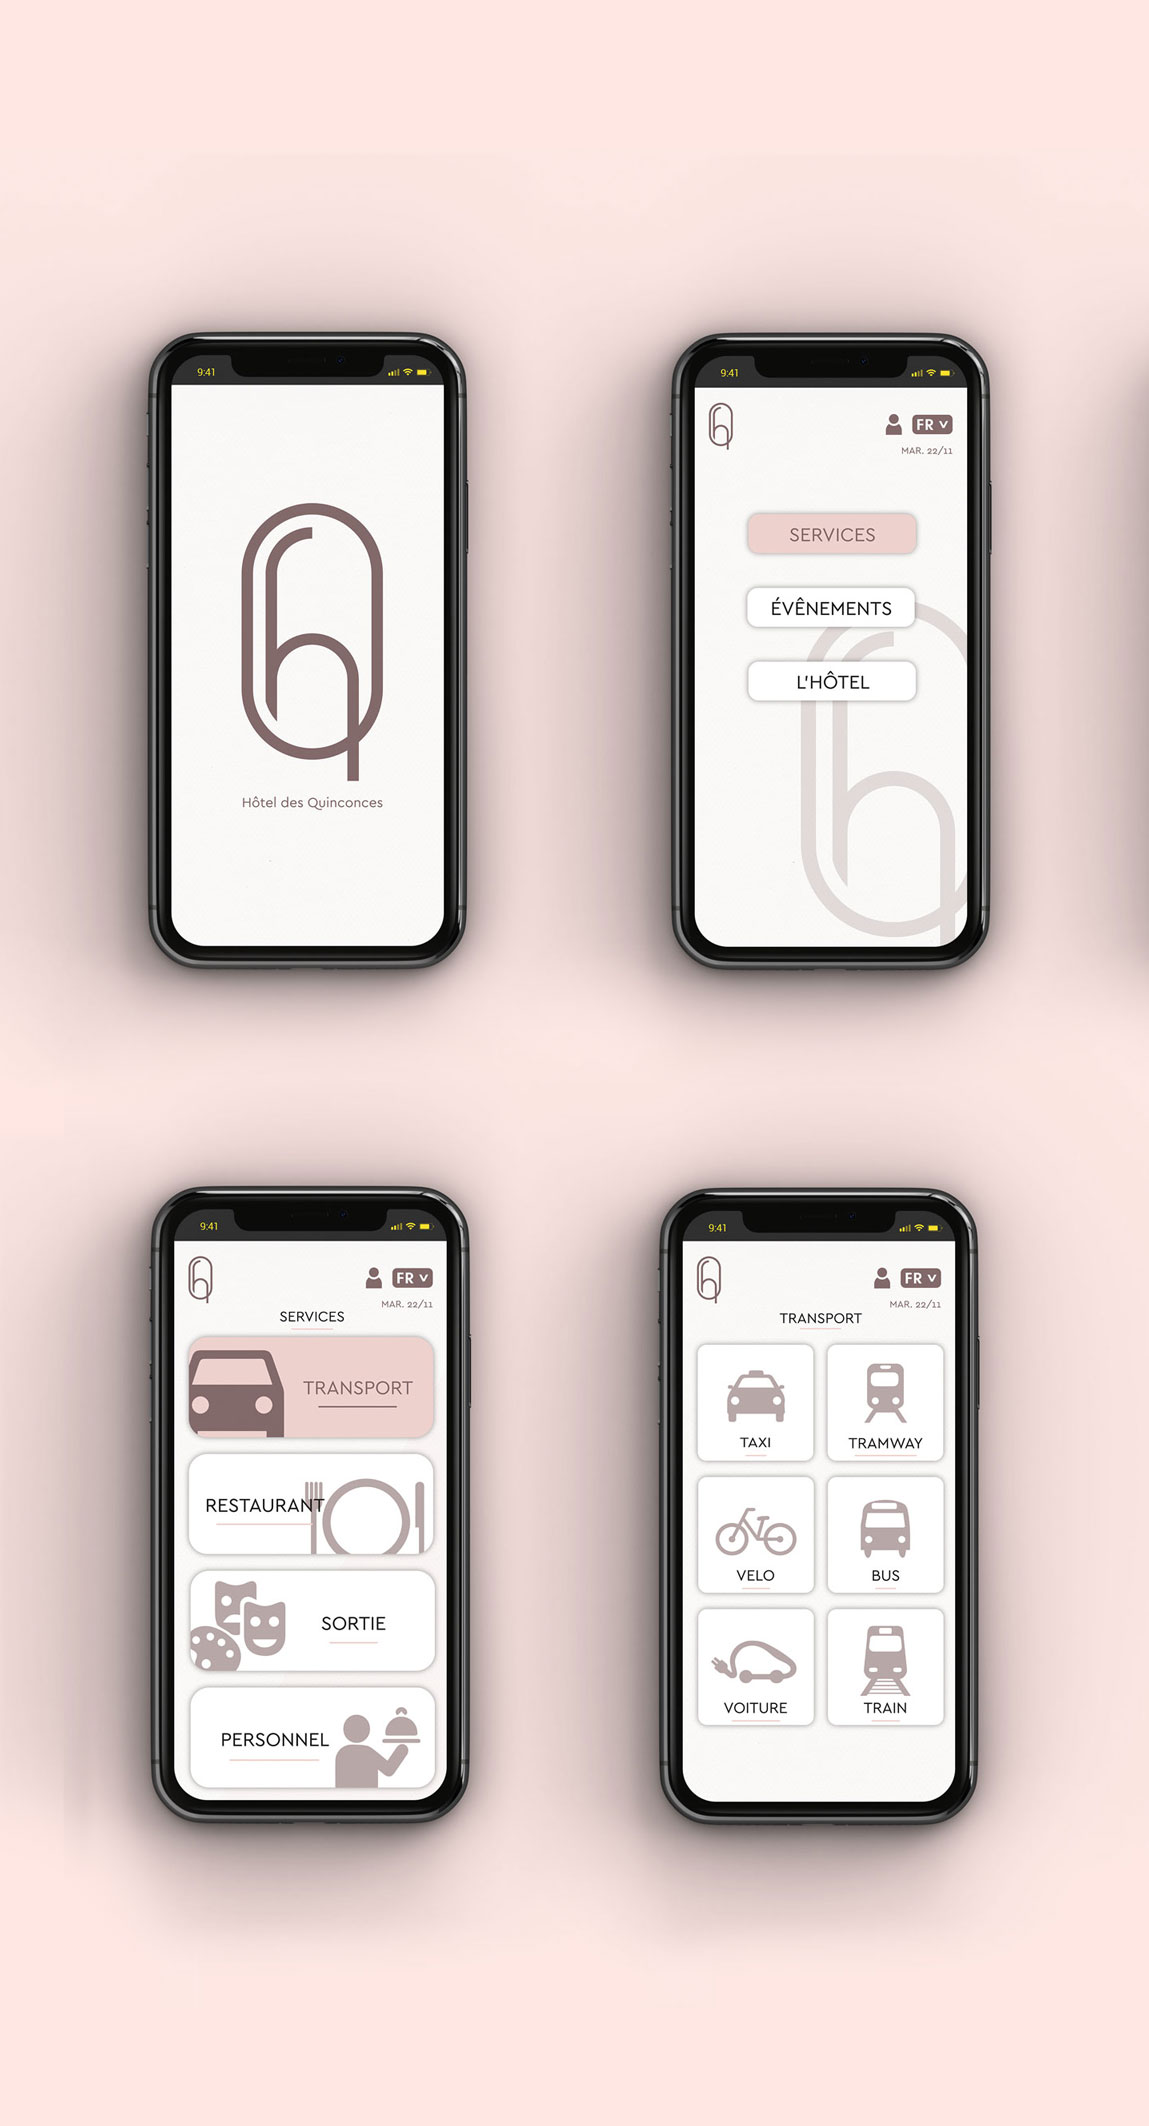 9:41
Hôtel des Quinconces
9:41
FR
MAR. 22/11
SERVICES
ÉVÊNEMENTS
L'HÔTEL
9:41
FR
MAR. 22/11
SERVICES
TRANSPORT
RESTAURANT
SORTIE
PERSONNEL
9:41
FR
MAR. 22/11
TRANSPORT
TAXI
TRAMWAY
VELO
BUS
VOITURE
TRAIN